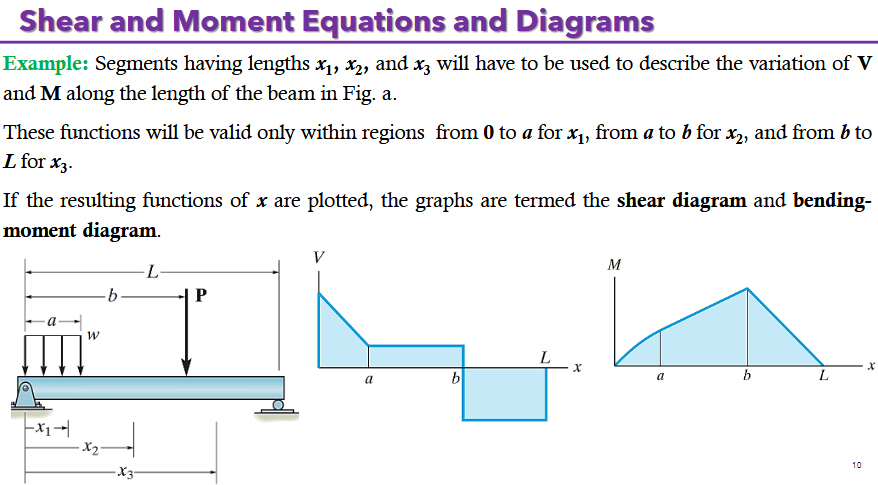 Shear and Moment Equations and Diagrams
Example: Segments having lengths x₁, x₂, and x₃ will have to be used to describe the variation of V
and M along the length of the beam in Fig. a.
These functions will be valid only within regions from 0 to a for x₁, from a to b for x₂, and from b to
L for x₃.
If the resulting functions of x are plotted, the graphs are termed the shear diagram and bending-
moment diagram.
L
b
P
a
w
x₁
x₂
x₃
V
a
b
L
x
M
a
b
L
x
10